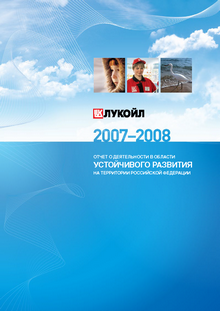 ЛУКОЙЛ
2007–2008
ОТЧЕТ О ДЕЯТЕЛЬНОСТИ В ОБЛАСТИ
УСТОЙЧИВОГО РАЗВИТИЯ
НА ТЕРРИТОРИИ РОССИЙСКОЙ ФЕДЕРАЦИИ